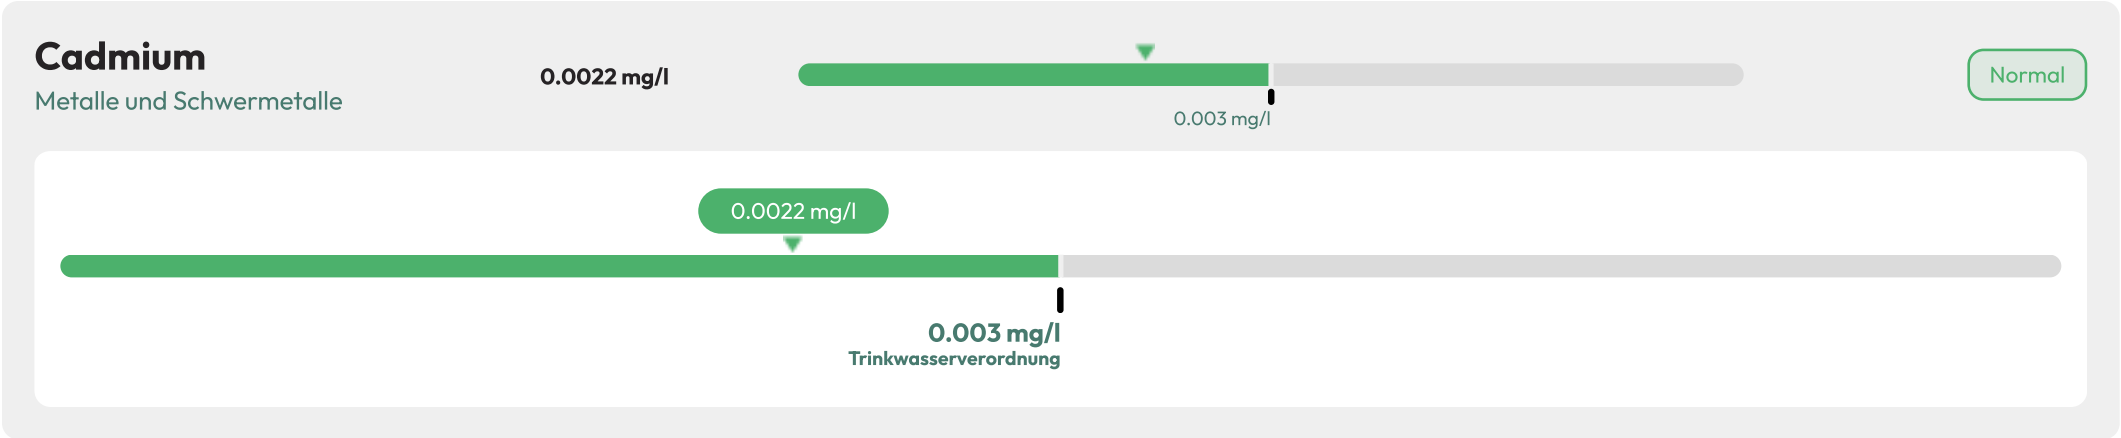 Cadmium
Metalle und Schwermetalle
0.0022 mg/l
0.003 mg/l
Normal
0.0022 mg/l
0.003 mg/l
Trinkwasserverordnung